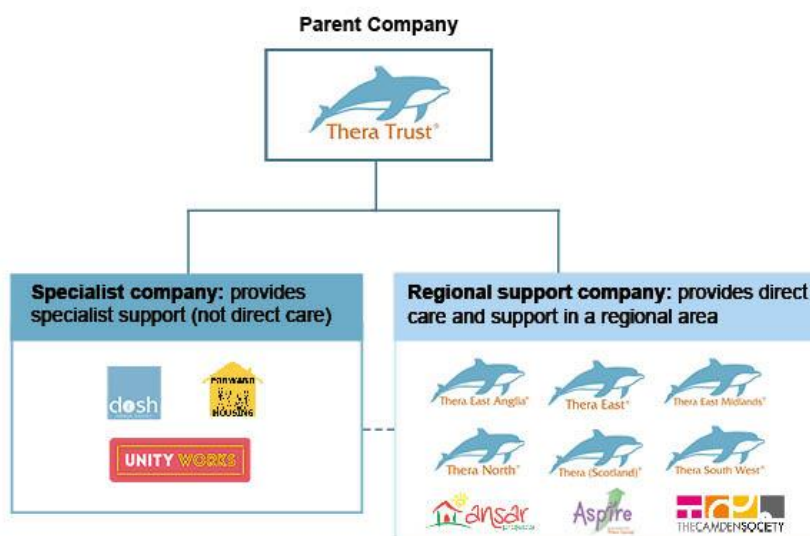 Parent Company
Thera Trust®
Specialist company: provides
specialist support (not direct care)
Regional support company: provides direct
care and support in a regional area
dosh
FORWARD
HOUSING
UNITY WORKS
Thera East Anglia®
Thera East®
Thera East Midlands®
Thera North®
Thera (Scotland)®
Thera South West®
ansar
projects
Aspire
THECAMDENSOCIETY